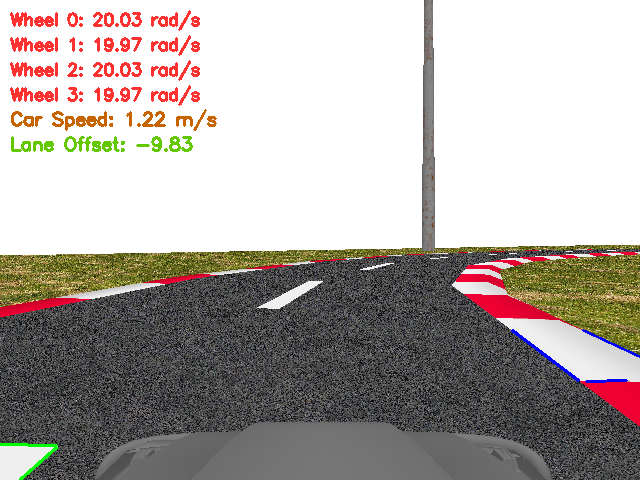 Wheel 0: 20.03 rad/s
Wheel 1: 19.97 rad/s
Wheel 2: 20.03 rad/s
Wheel 3: 19.97 rad/s
Car Speed: 1.22 m/s
Lane Offset: -9.83